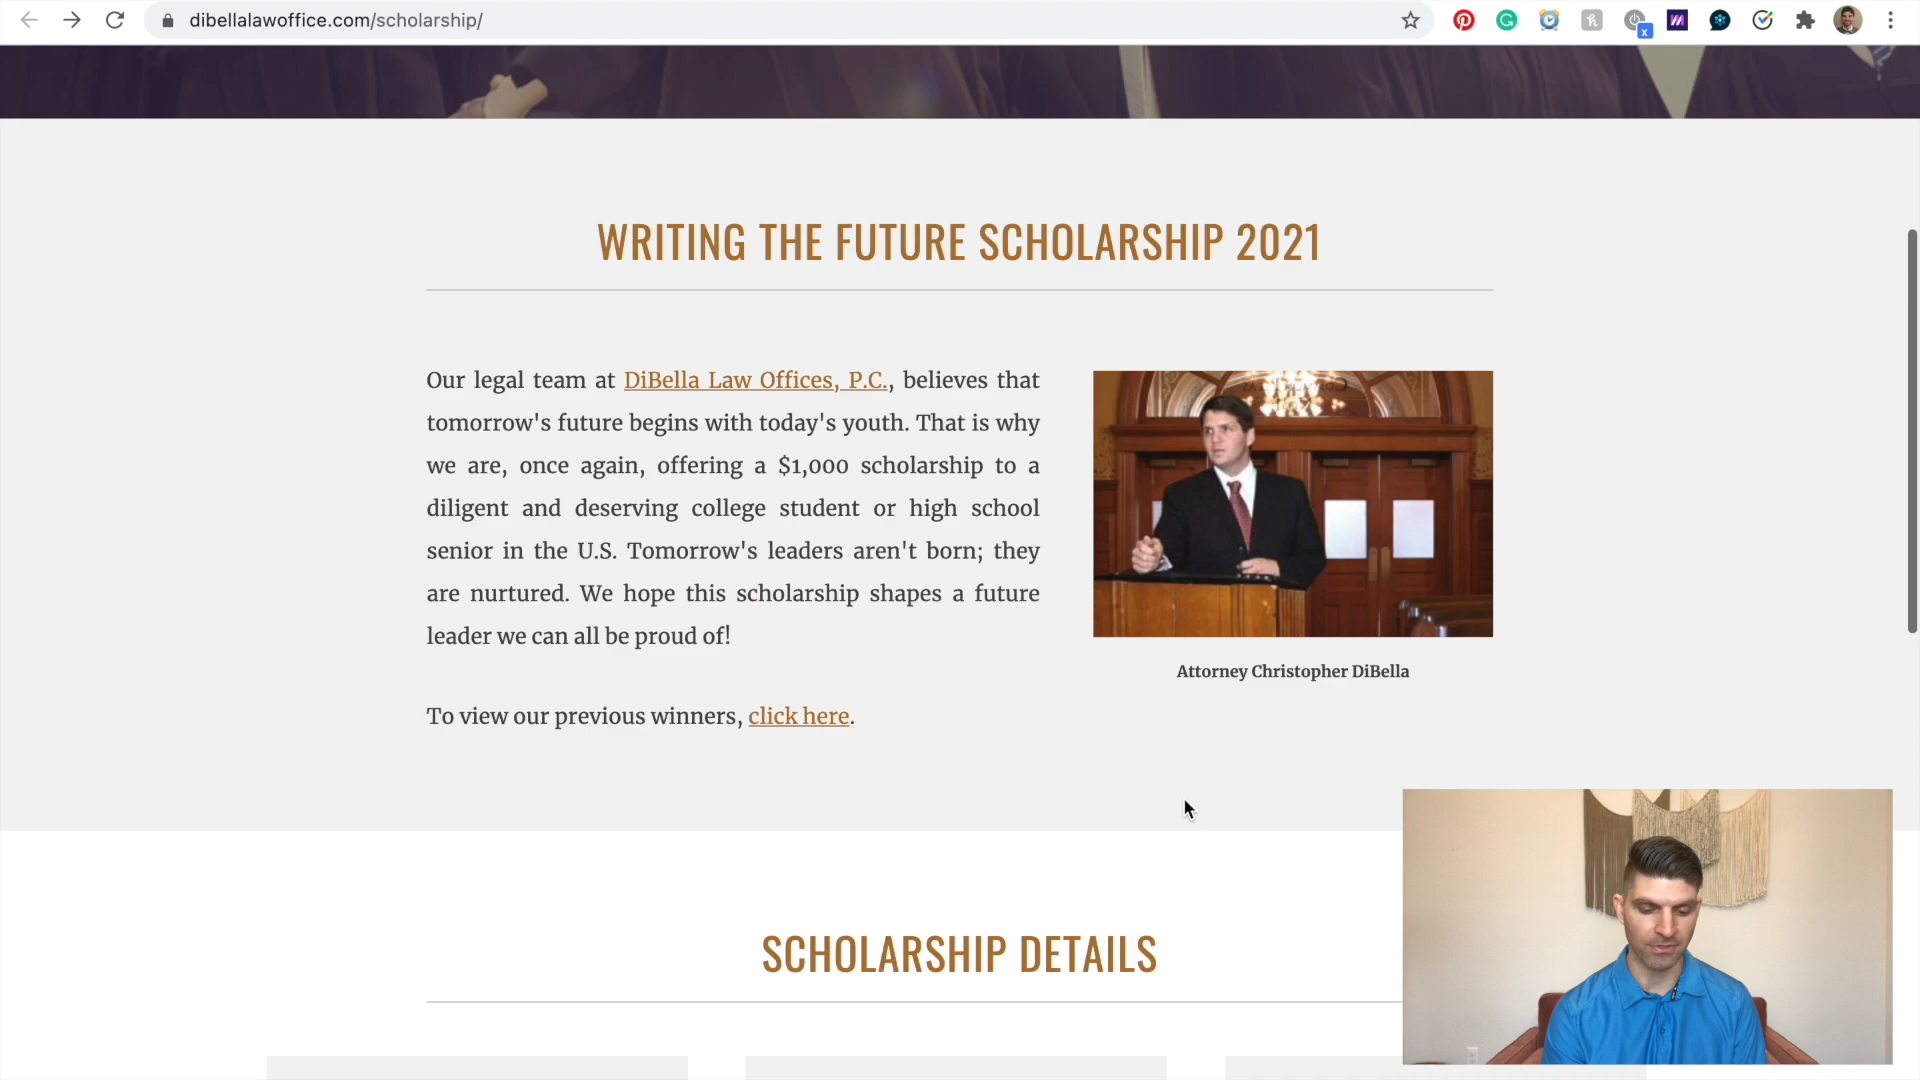 dibellalawoffice.com/scholarship/
WRITING THE FUTURE SCHOLARSHIP 2021
Our legal team at DiBella Law Offices, P.C., believes that
tomorrow's future begins with today's youth. That is why
we are, once again, offering a $1,000 scholarship to a
diligent and deserving college student or high school
senior in the U.S. Tomorrow's leaders aren't born; they
are nurtured. We hope this scholarship shapes a future
leader we can all be proud of!
Attorney Christopher DiBella
To view our previous winners, click here.
SCHOLARSHIP DETAILS